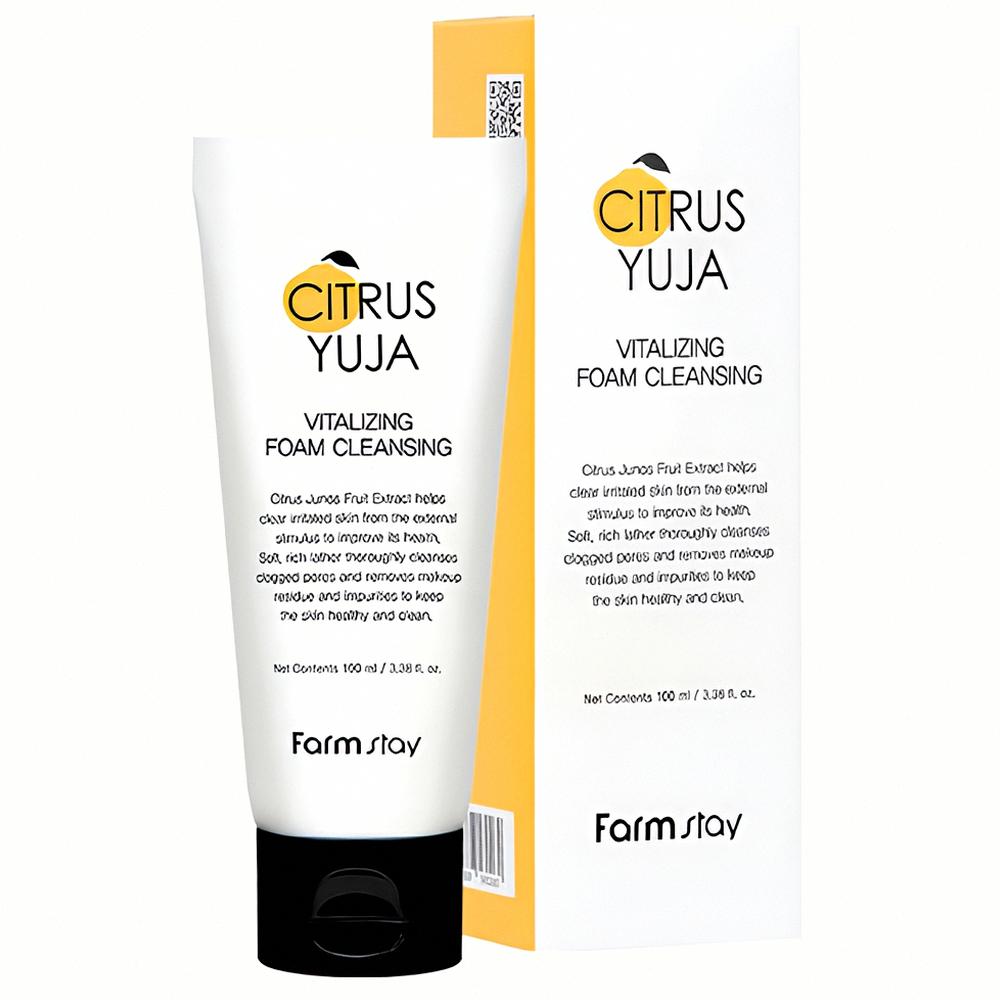 CITRUS
YUJA
VITALIZING
FOAM CLEANSING
Citrus Junos Fruit Extract helps
clear irritated skin from the external
stimulus to improve its health.
Soft, rich lather thoroughly cleanses
clogged pores and removes makeup
residue and impurities to keep
the skin healthy and clean.
Net Contents 100 ml / 3.38 fl. oz.
Farmstay
CITRUS
YUJA
VITALIZING
FOAM CLEANSING
Citrus Junos Fruit Extract helps
clear irritated skin from the external
stimulus to improve its health.
Soft, rich lather thoroughly cleanses
clogged pores and removes makeup
residue and impurities to keep
the skin healthy and clean.
Net Contents 100 ml / 3.38 fl. oz.
Farmstay